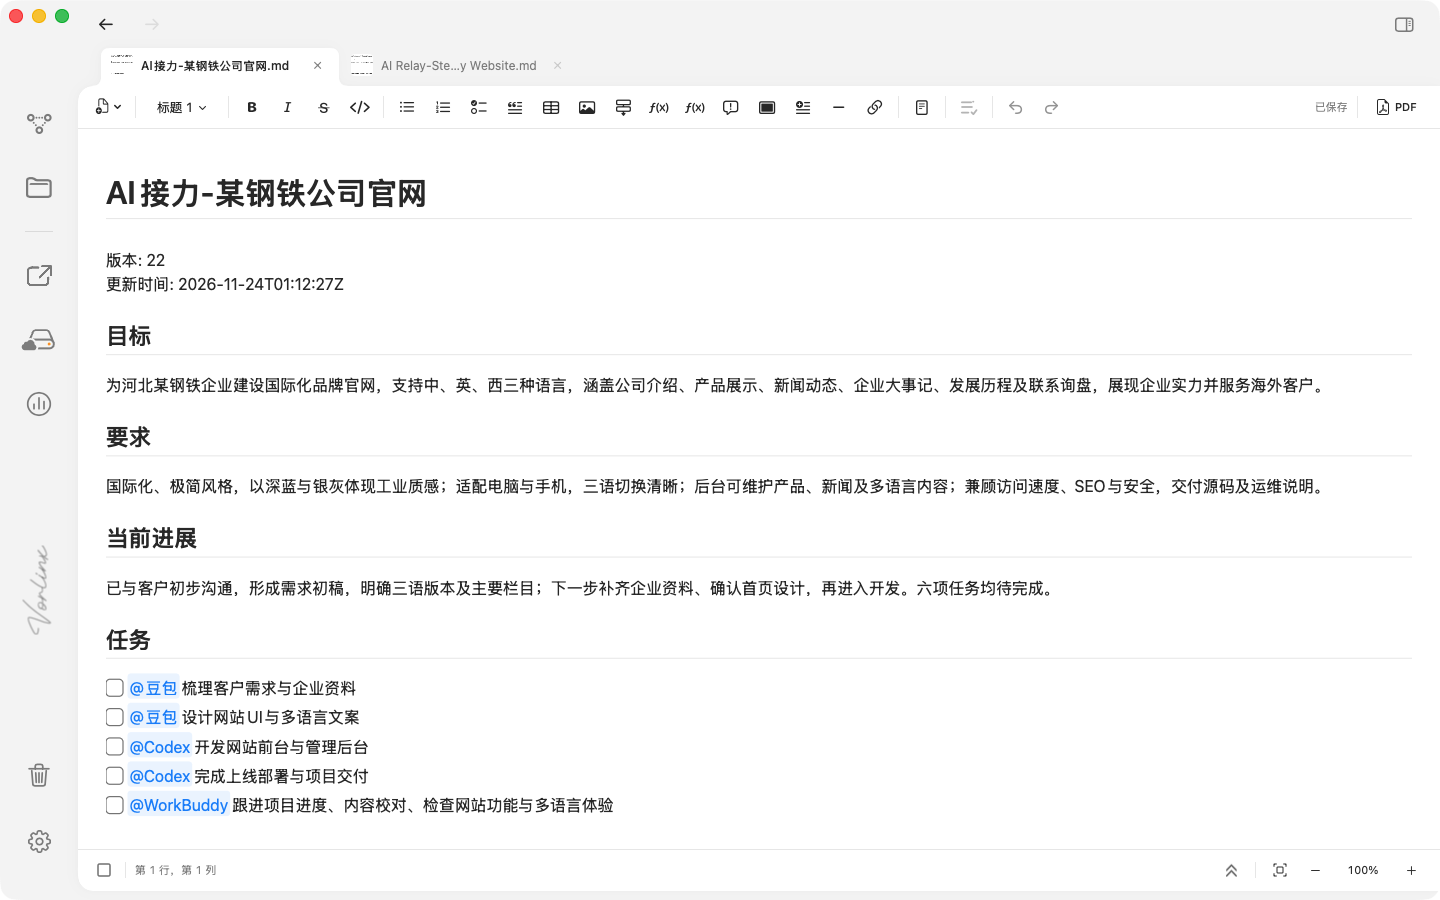 AI接力-某钢铁公司官网.md
AI Relay-Ste...y Website.md
标题 1
B I S </> f(x) f(x)
已保存
PDF
AI接力-某钢铁公司官网
版本: 22
更新时间: 2026-11-24T01:12:27Z
目标
为河北某钢铁企业建设国际化品牌官网，支持中、英、西三种语言，涵盖公司介绍、产品展示、新闻动态、企业大事记、发展历程及联系询盘，展现企业实力并服务海外客户。
要求
国际化、极简风格，以深蓝与银灰体现工业质感；适配电脑与手机，三语切换清晰；后台可维护产品、新闻及多语言内容；兼顾访问速度、SEO与安全，交付源码及运维说明。
当前进展
已与客户初步沟通，形成需求初稿，明确三语版本及主要栏目；下一步补齐企业资料、确认首页设计，再进入开发。六项任务均待完成。
任务
@豆包 梳理客户需求与企业资料
@豆包 设计网站UI与多语言文案
@Codex 开发网站前台与管理后台
@Codex 完成上线部署与项目交付
@WorkBuddy 跟进项目进度、内容校对、检查网站功能与多语言体验
Vorlinx
第 1 行，第 1 列
100%